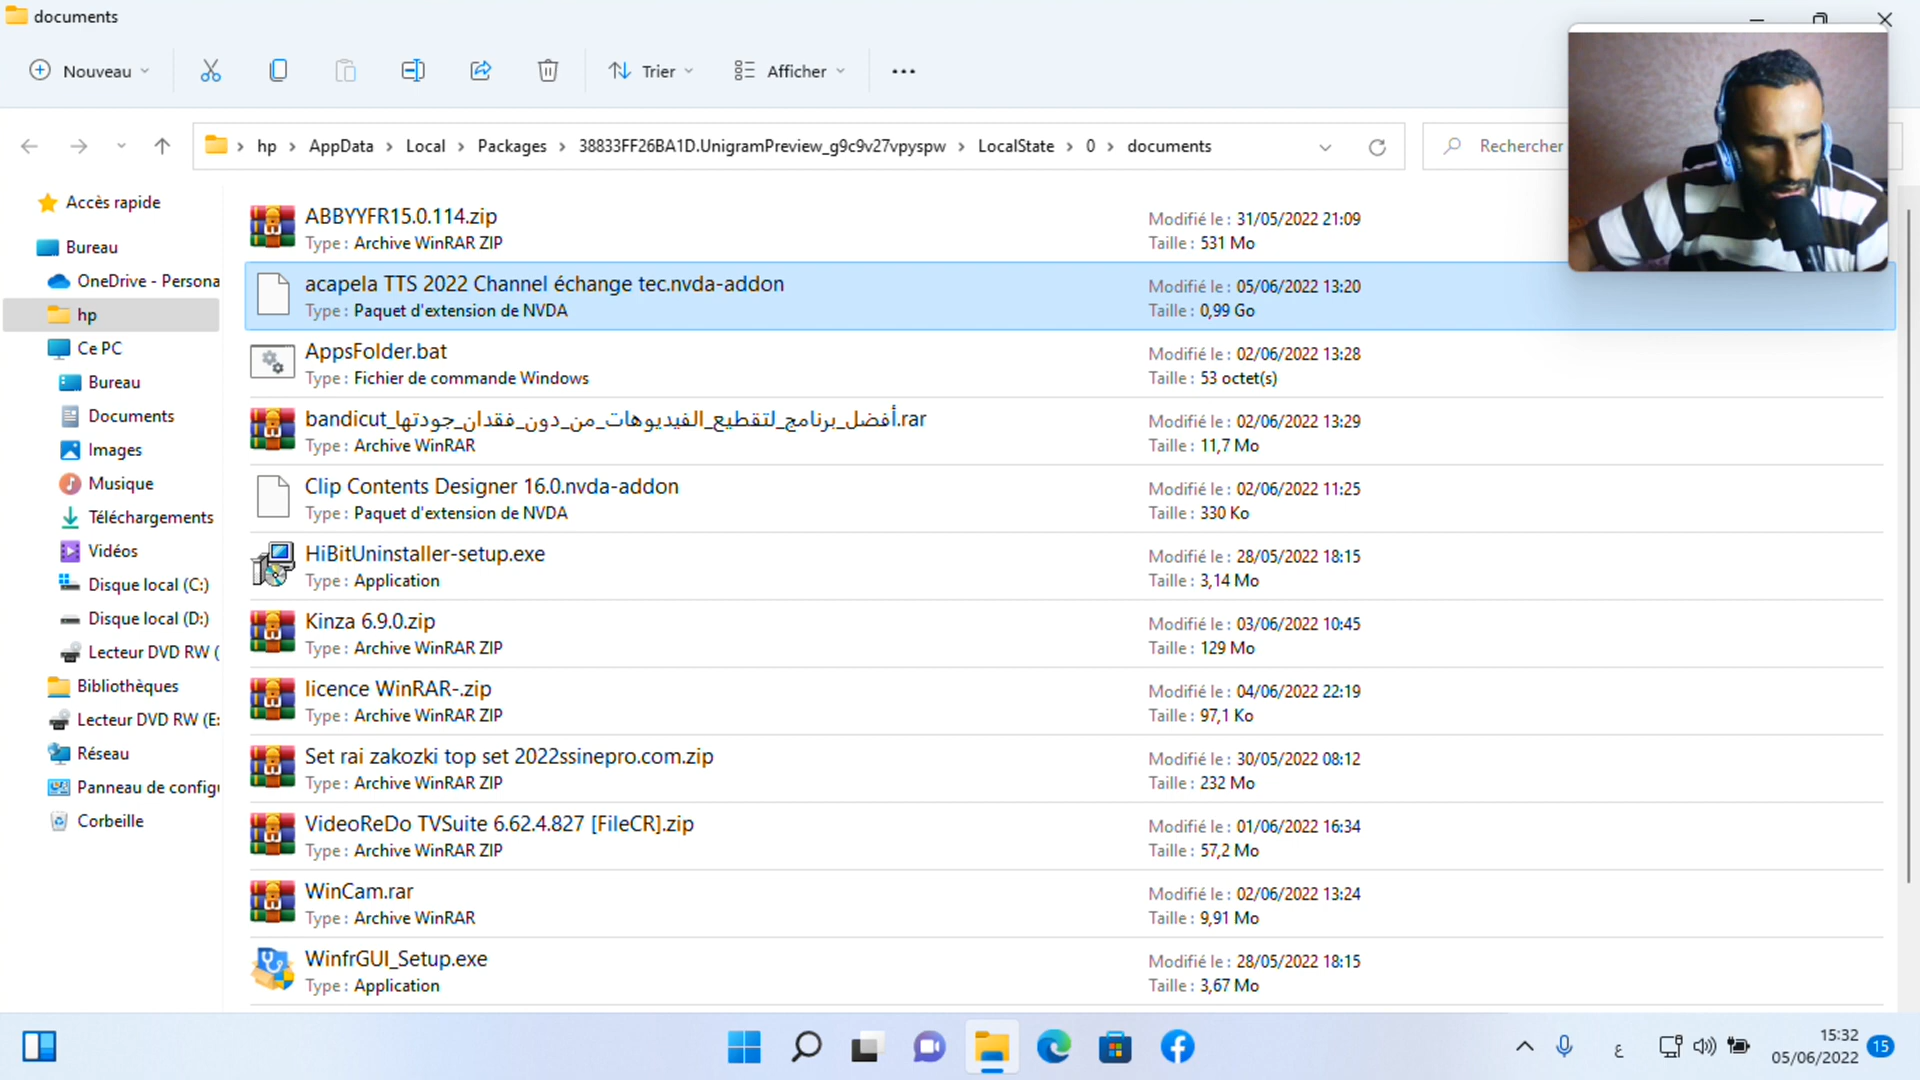 documents
Nouveau
Trier
Afficher
hp
AppData
Local
Packages
38833FF26BA1D.UnigramPreview_g9c9v27vpyspw
LocalState
0
documents
Rechercher
Accès rapide
Bureau
OneDrive - Persona
hp
Ce PC
Bureau
Documents
Images
Musique
Téléchargements
Vidéos
Disque local (C:)
Disque local (D:)
Lecteur DVD RW (
Bibliothèques
Lecteur DVD RW (E:
Réseau
Panneau de config
Corbeille
ABBYYFR15.0.114.zip
Modifié le : 31/05/2022 21:09
Type : Archive WinRAR ZIP
Taille : 531 Mo
acapela TTS 2022 Channel échange tec.nvda-addon
Modifié le : 05/06/2022 13:20
Type : Paquet d'extension de NVDA
Taille : 0,99 Go
AppsFolder.bat
Modifié le : 02/06/2022 13:28
Type : Fichier de commande Windows
Taille : 53 octet(s)
bandicut_أفضل_برنامج_لتقطيع_الفيديوهات_من_دون_فقدان_جودتها.rar
Modifié le : 02/06/2022 13:29
Type : Archive WinRAR
Taille : 11,7 Mo
Clip Contents Designer 16.0.nvda-addon
Modifié le : 02/06/2022 11:25
Type : Paquet d'extension de NVDA
Taille : 330 Ko
HiBitUninstaller-setup.exe
Modifié le : 28/05/2022 18:15
Type : Application
Taille : 3,14 Mo
Kinza 6.9.0.zip
Modifié le : 03/06/2022 10:45
Type : Archive WinRAR ZIP
Taille : 129 Mo
licence WinRAR-.zip
Modifié le : 04/06/2022 22:19
Type : Archive WinRAR ZIP
Taille : 97,1 Ko
Set rai zakozki top set 2022ssinepro.com.zip
Modifié le : 30/05/2022 08:12
Type : Archive WinRAR ZIP
Taille : 232 Mo
VideoReDo TVSuite 6.62.4.827 [FileCR].zip
Modifié le : 01/06/2022 16:34
Type : Archive WinRAR ZIP
Taille : 57,2 Mo
WinCam.rar
Modifié le : 02/06/2022 13:24
Type : Archive WinRAR
Taille : 9,91 Mo
WinfrGUI_Setup.exe
Modifié le : 28/05/2022 18:15
Type : Application
Taille : 3,67 Mo
ع
15:32
05/06/2022
15